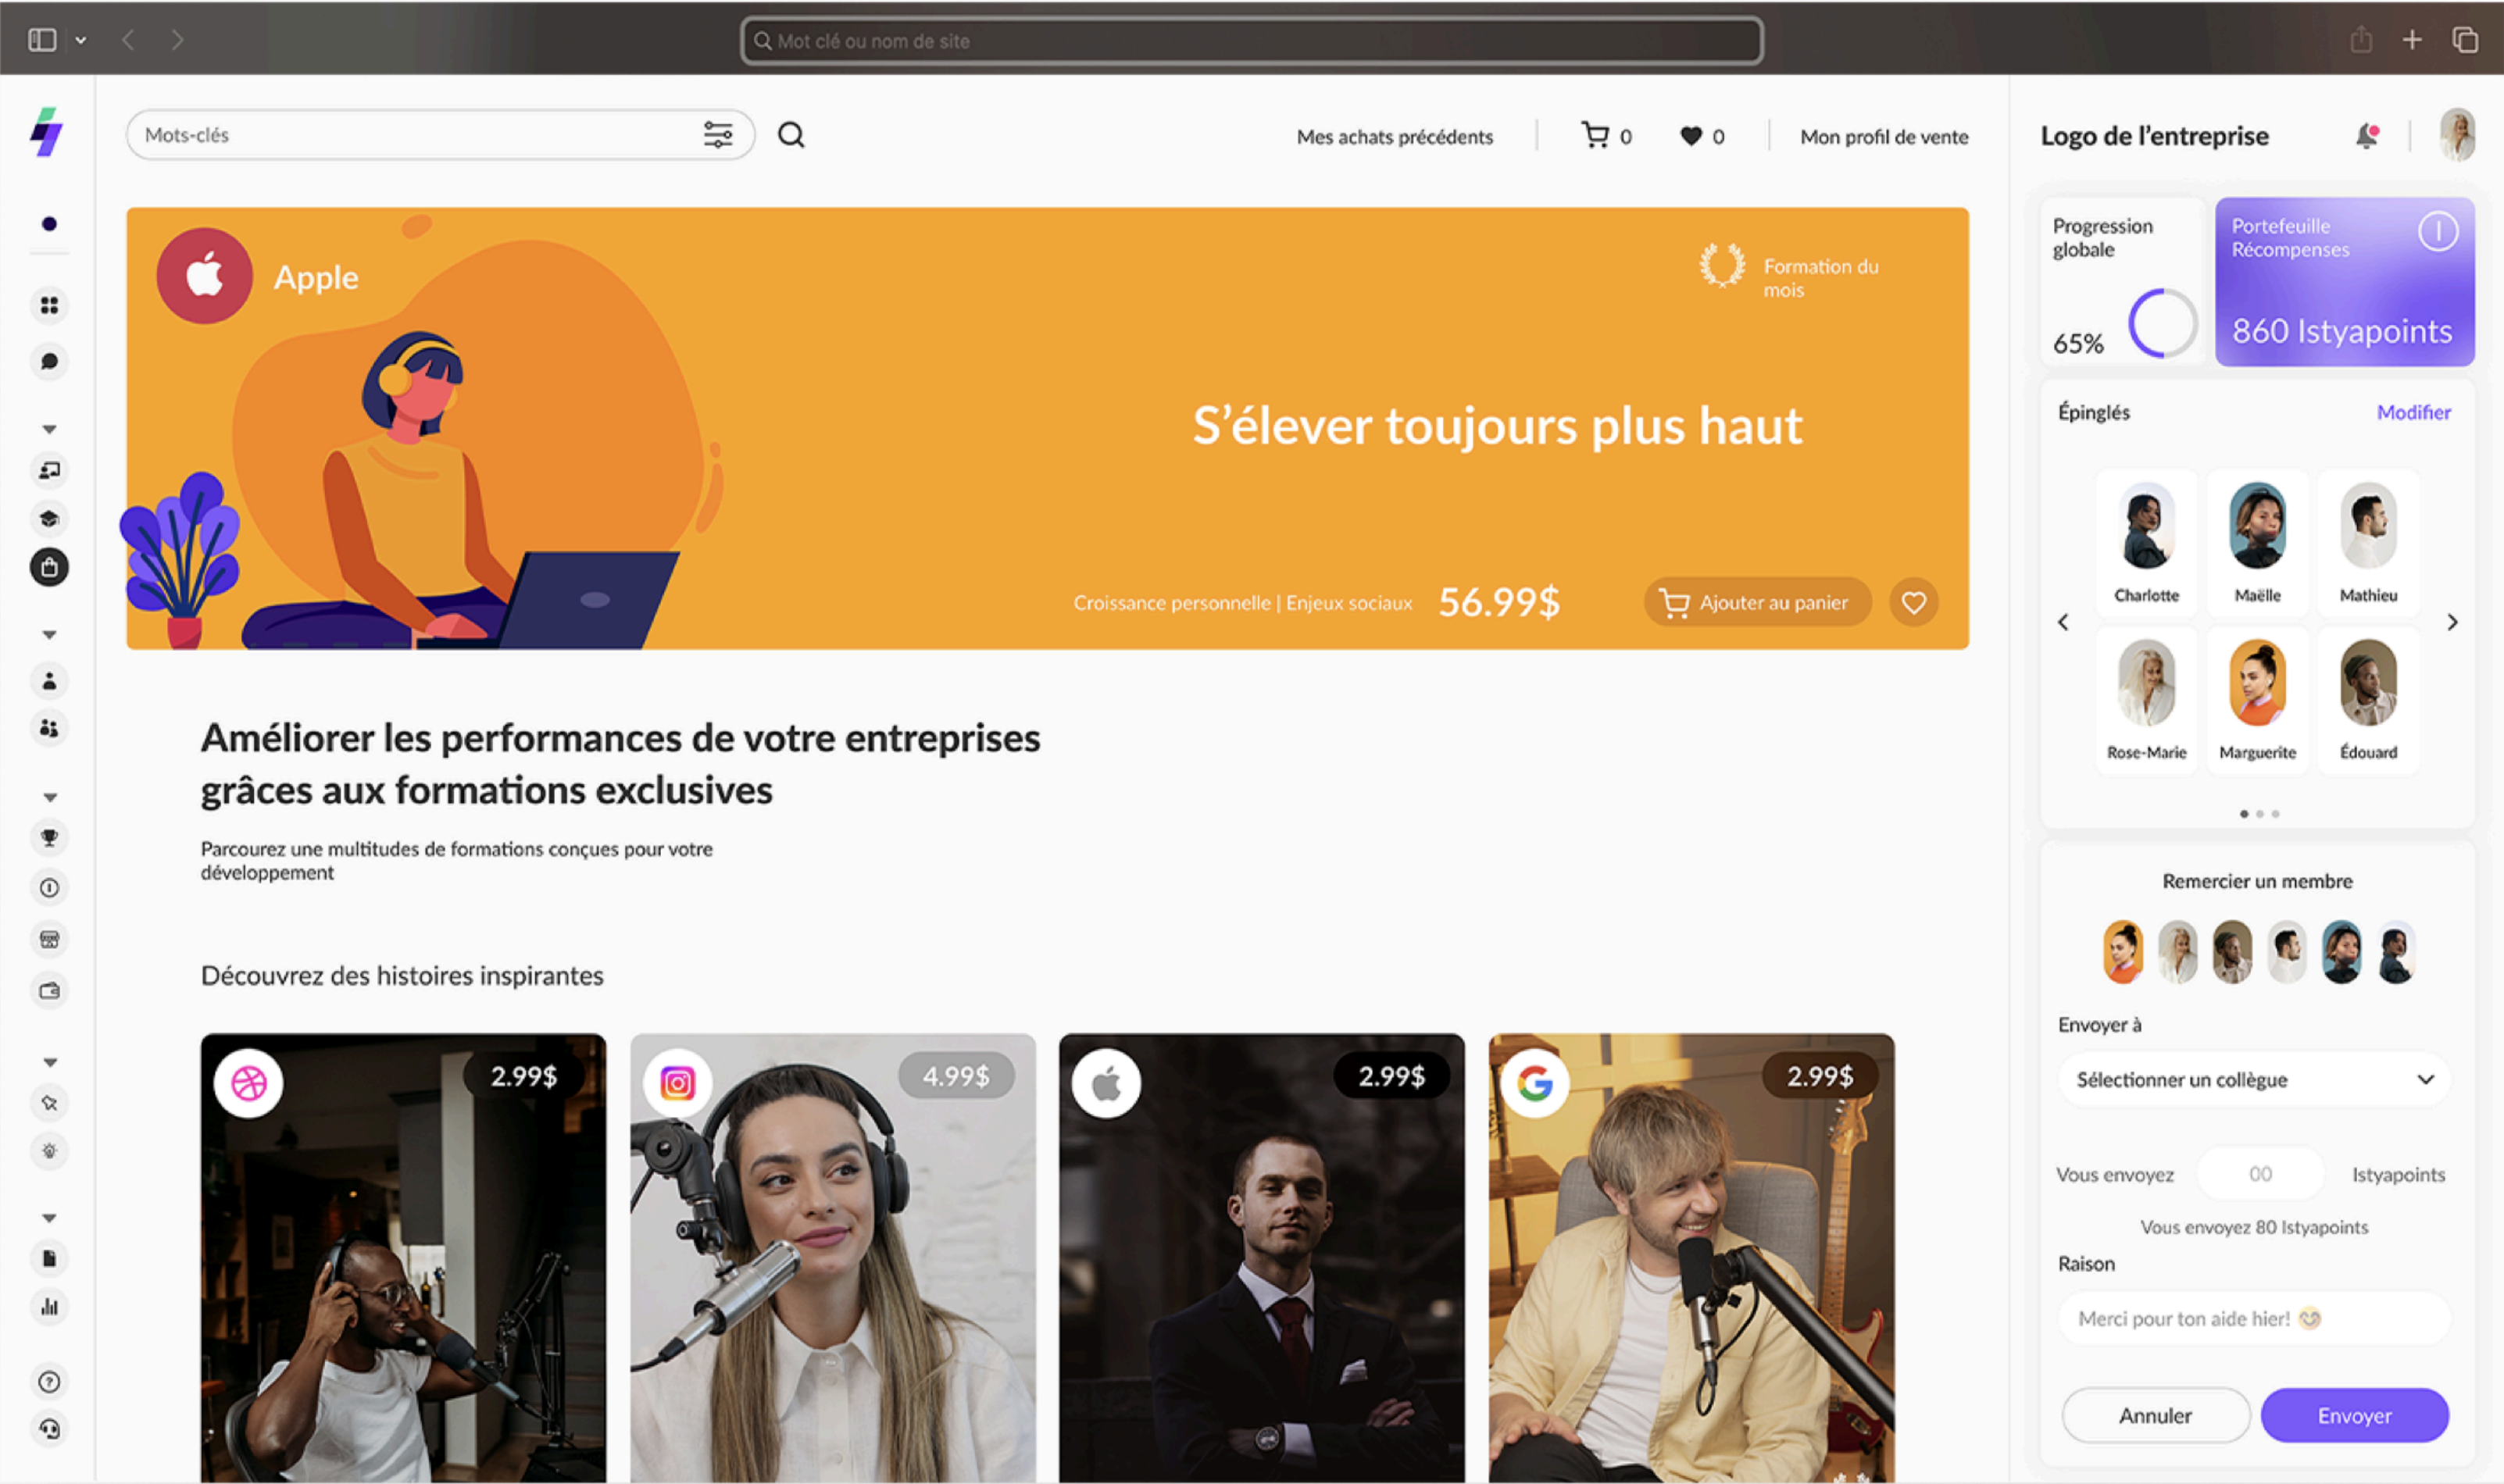 Mot clé ou nom de site
Mots-clés
Mes achats précédents
0
0
Mon profil de vente
Logo de l’entreprise
Apple
Formation du
mois
S’élever toujours plus haut
Croissance personnelle | Enjeux sociaux
56.99$
Ajouter au panier
Améliorer les performances de votre entreprises
grâces aux formations exclusives
Parcourez une multitudes de formations conçues pour votre
développement
Découvrez des histoires inspirantes
2.99$
4.99$
2.99$
2.99$
Progression
globale
65%
Portefeuille
Récompenses
860 Istyapoints
Épinglés
Modifier
Charlotte
Maëlle
Mathieu
Rose-Marie
Marguerite
Édouard
Remercier un membre
Envoyer à
Sélectionner un collègue
Vous envoyez
00
Istyapoints
Vous envoyez 80 Istyapoints
Raison
Merci pour ton aide hier! 😊
Annuler
Envoyer